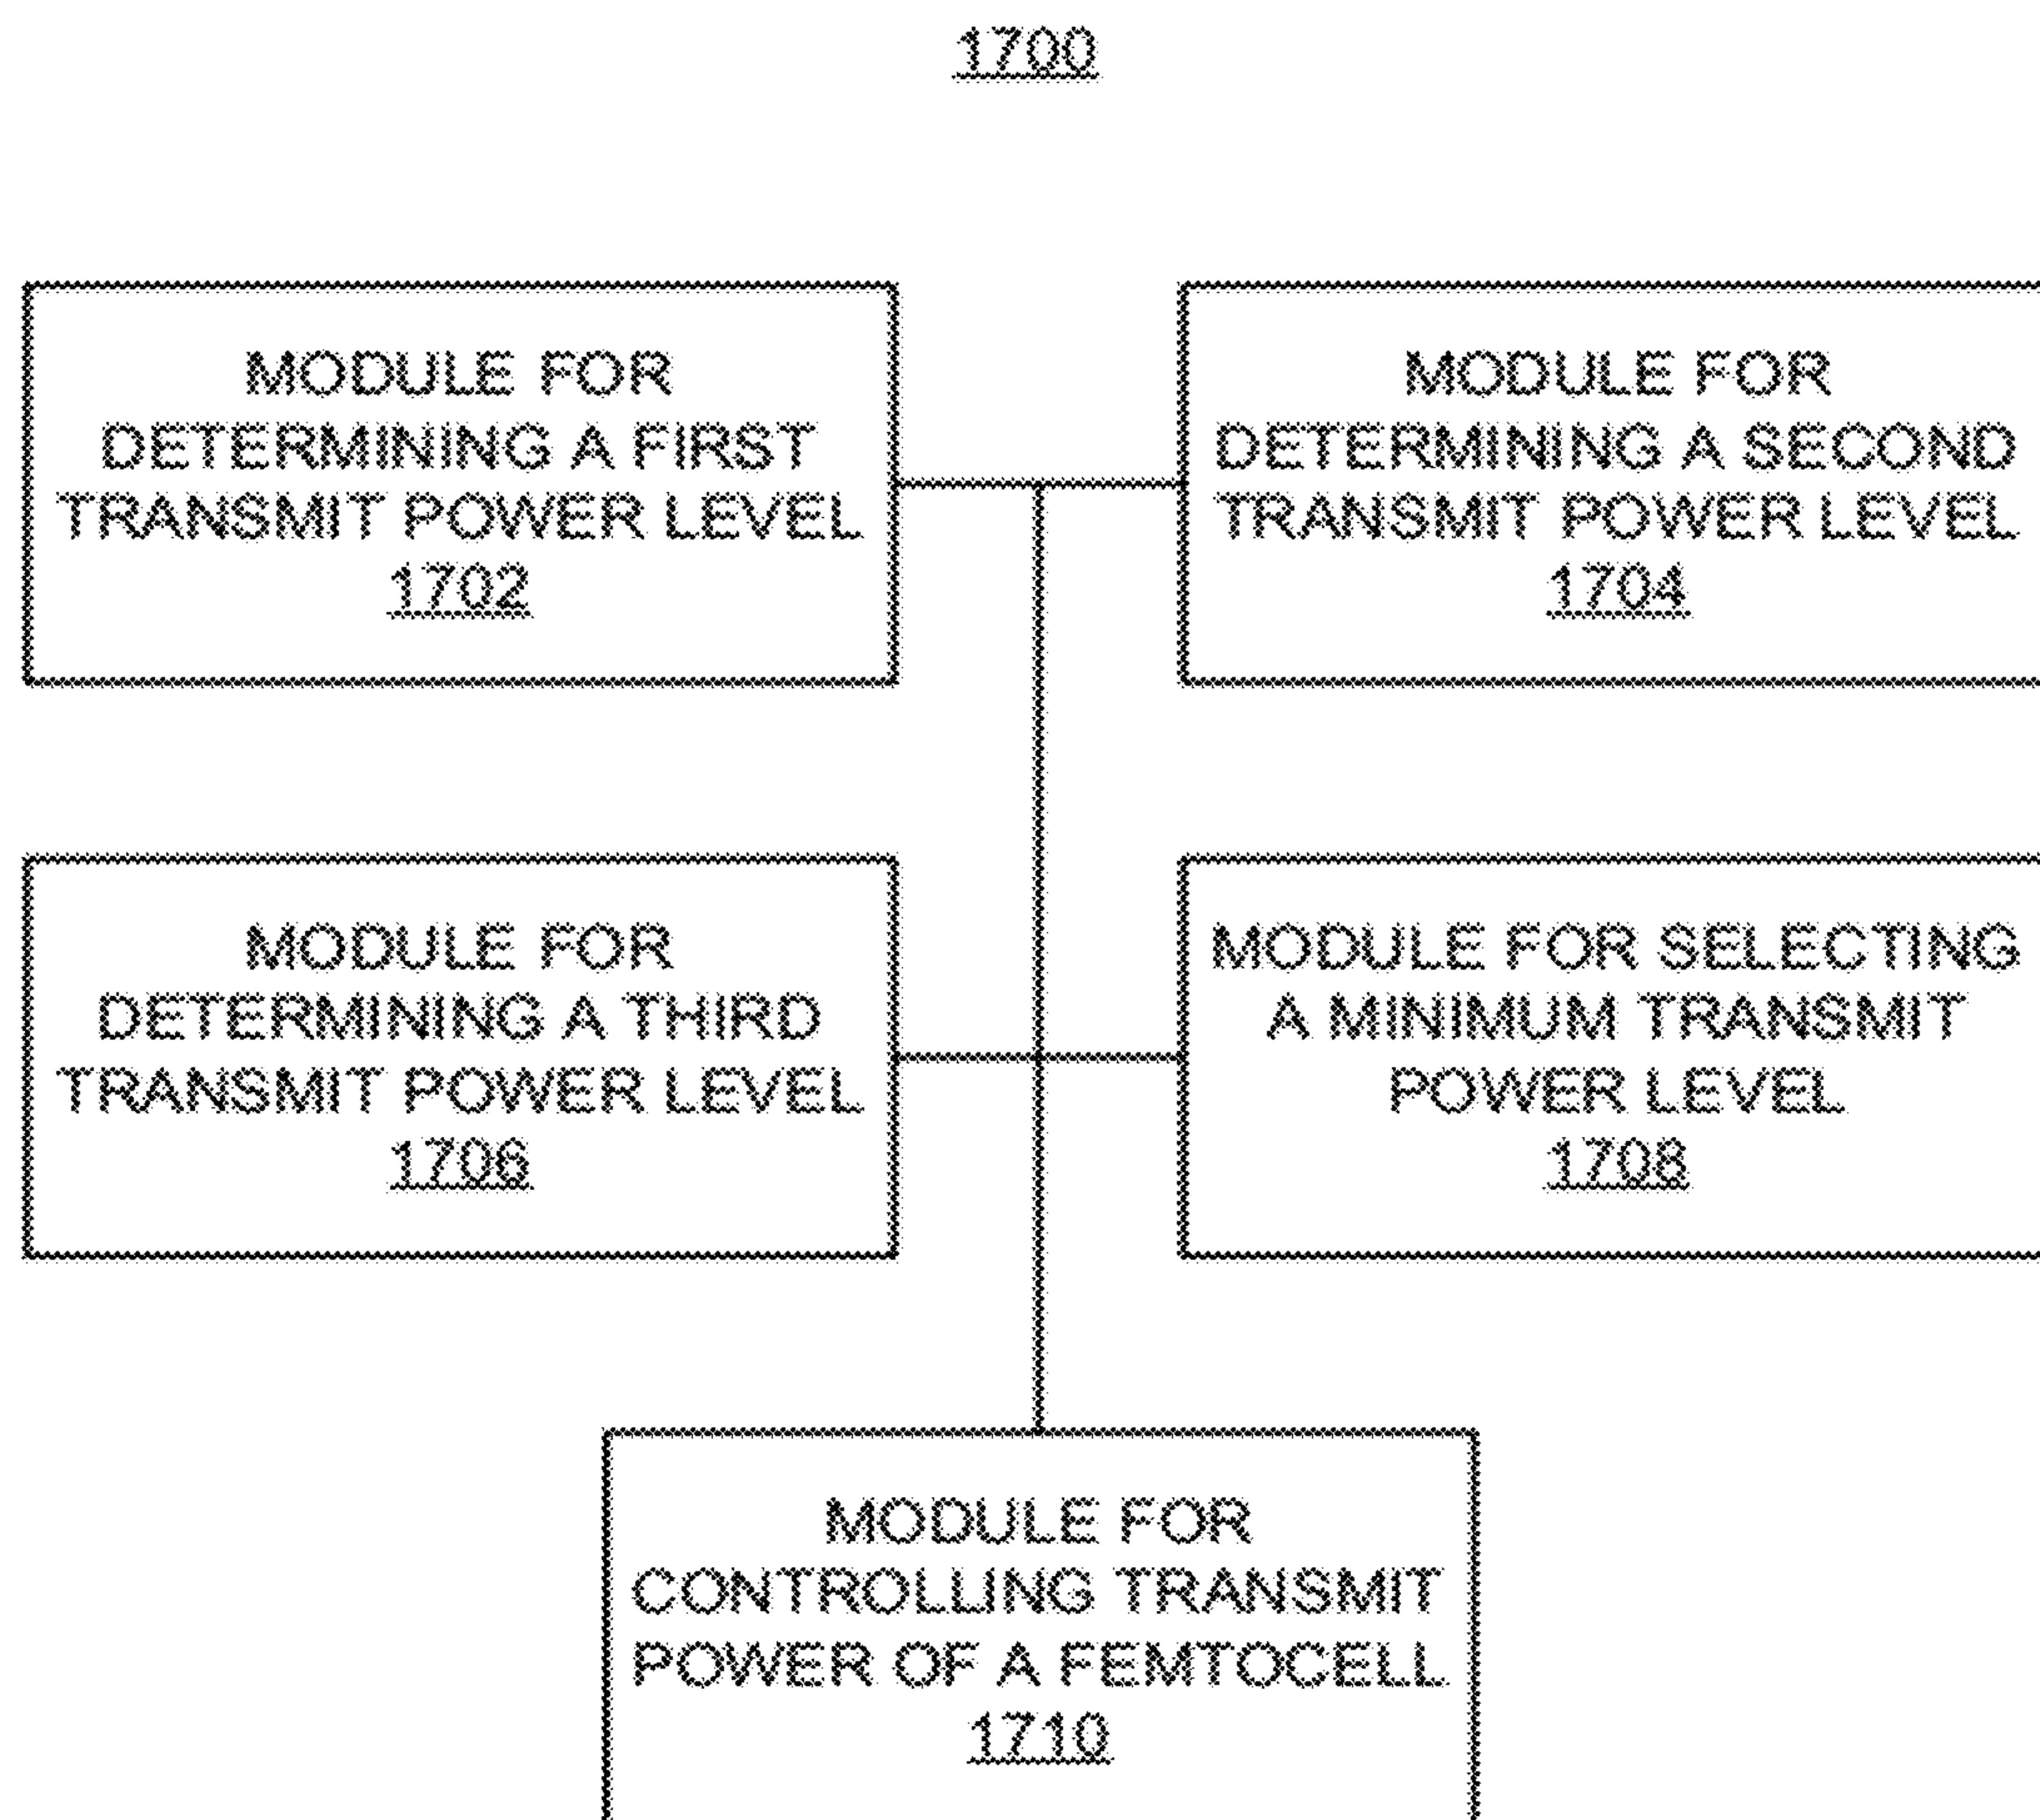 1700
MODULE FOR
DETERMINING A FIRST
TRANSMIT POWER LEVEL
1702
MODULE FOR
DETERMINING A SECOND
TRANSMIT POWER LEVEL
1704
MODULE FOR
DETERMINING A THIRD
TRANSMIT POWER LEVEL
1706
MODULE FOR SELECTING
A MINIMUM TRANSMIT
POWER LEVEL
1708
MODULE FOR
CONTROLLING TRANSMIT
POWER OF A FEMTOCELL
1710